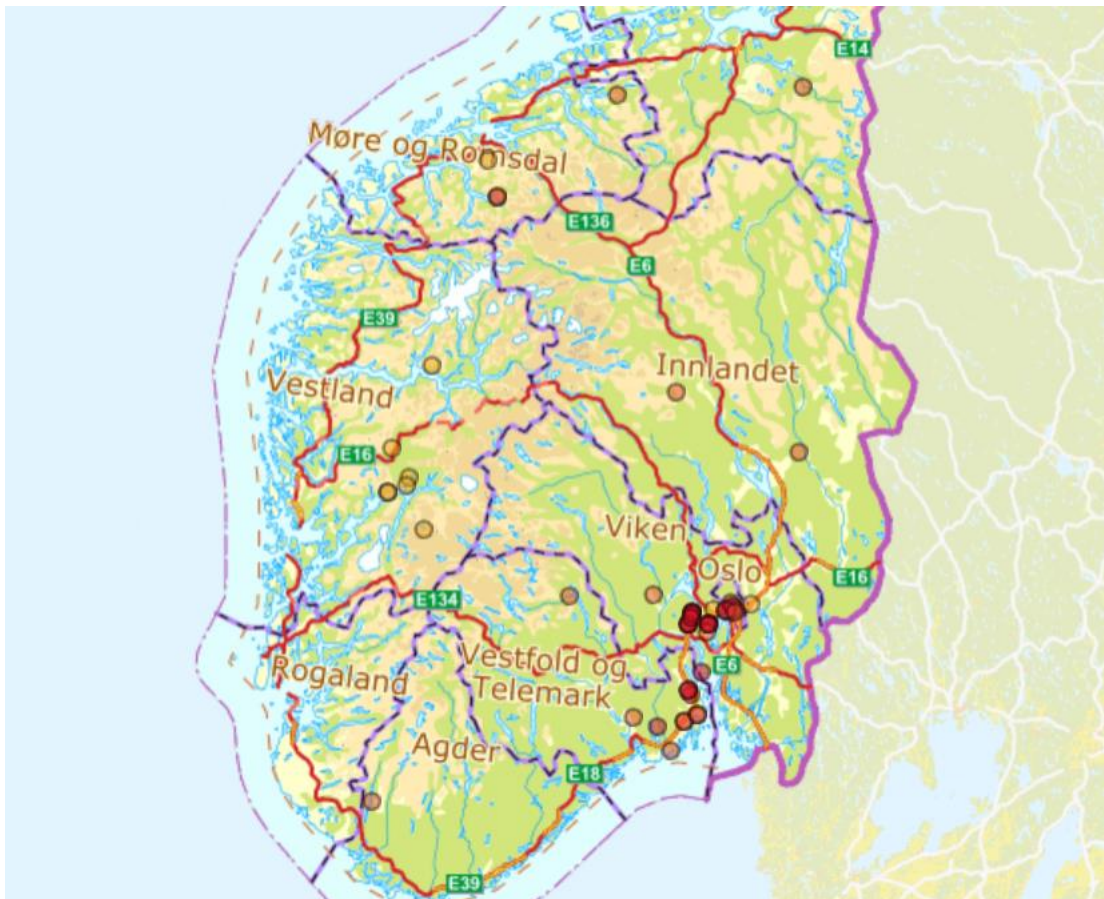 E14
Møre og Romsdal
E136
E6
E39
Innlandet
Vestland
E16
Viken
Oslo
E16
E134
Vestfold og
Telemark
E6
Rogaland
Agder
E18
E39